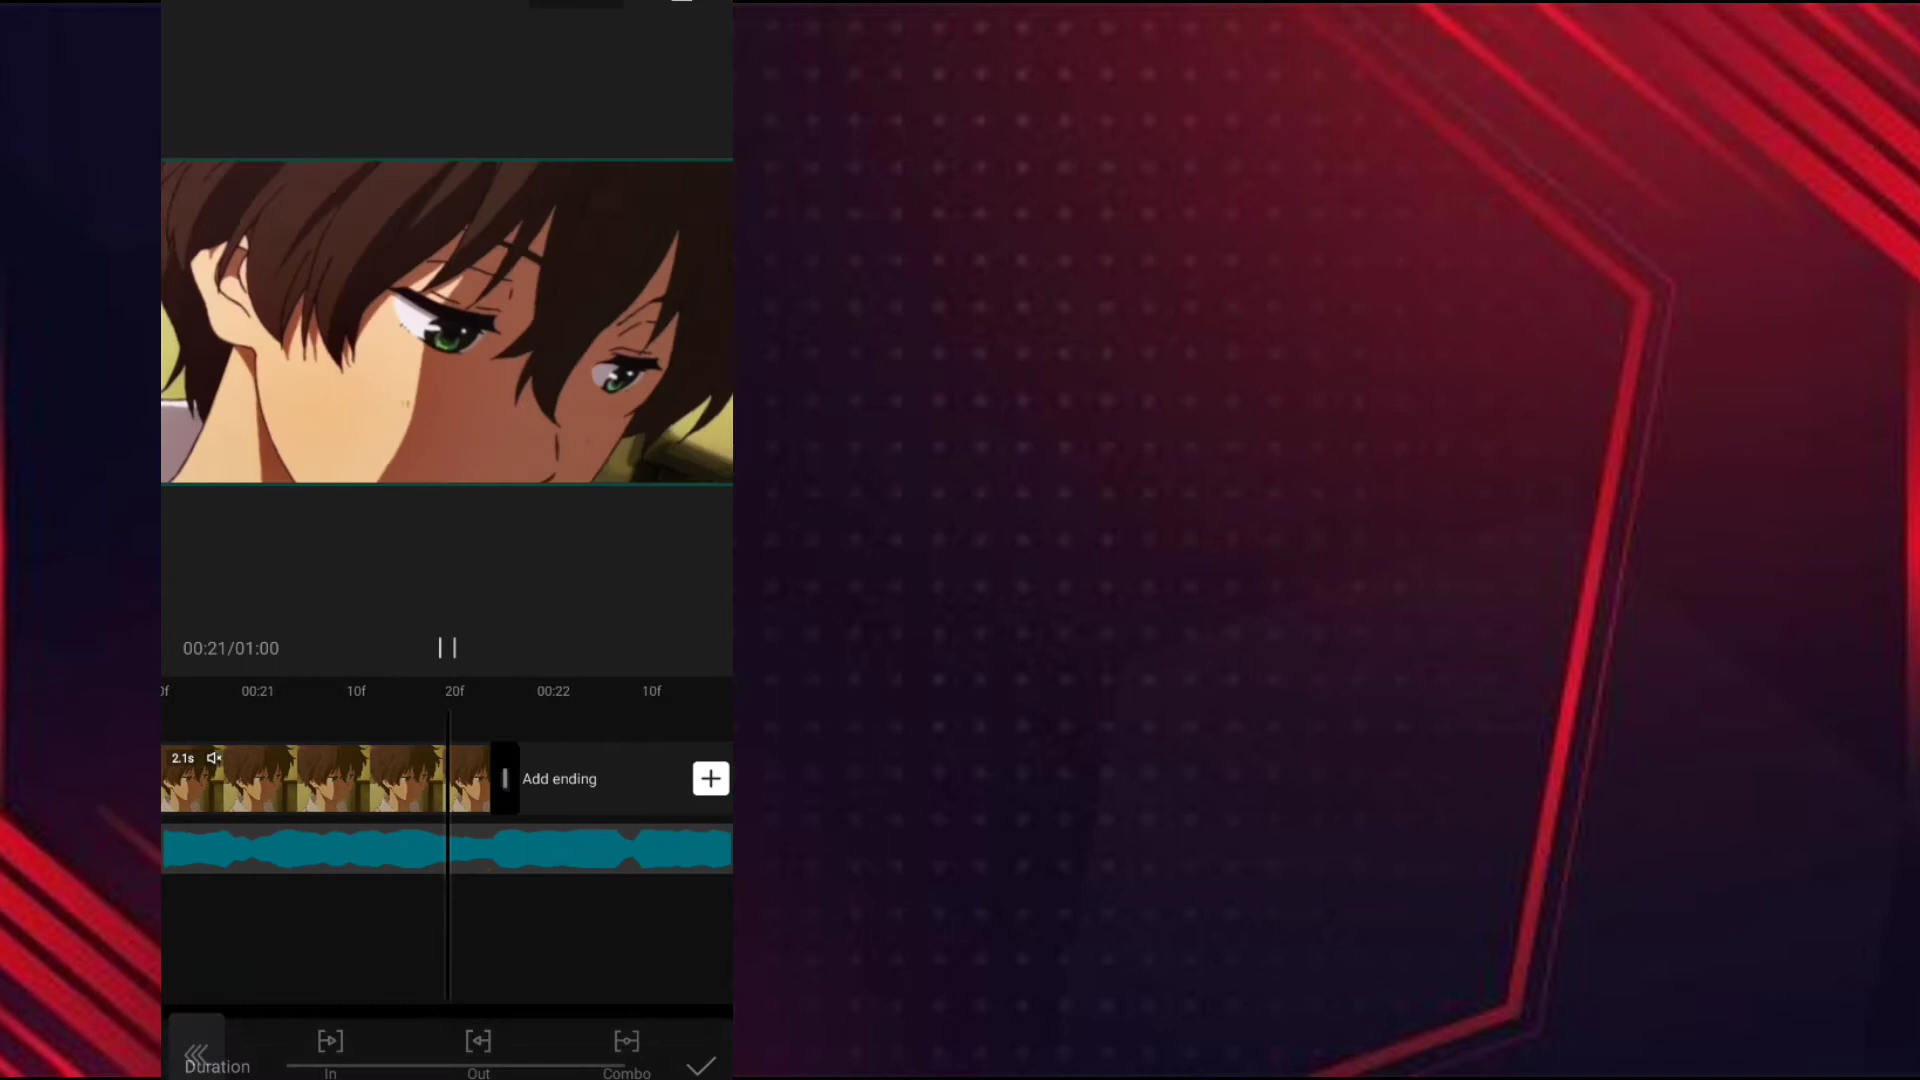 00:21/01:00
0f 00:21 10f 20f 00:22 10f
2.1s
Add ending
Duration
In Out Combo